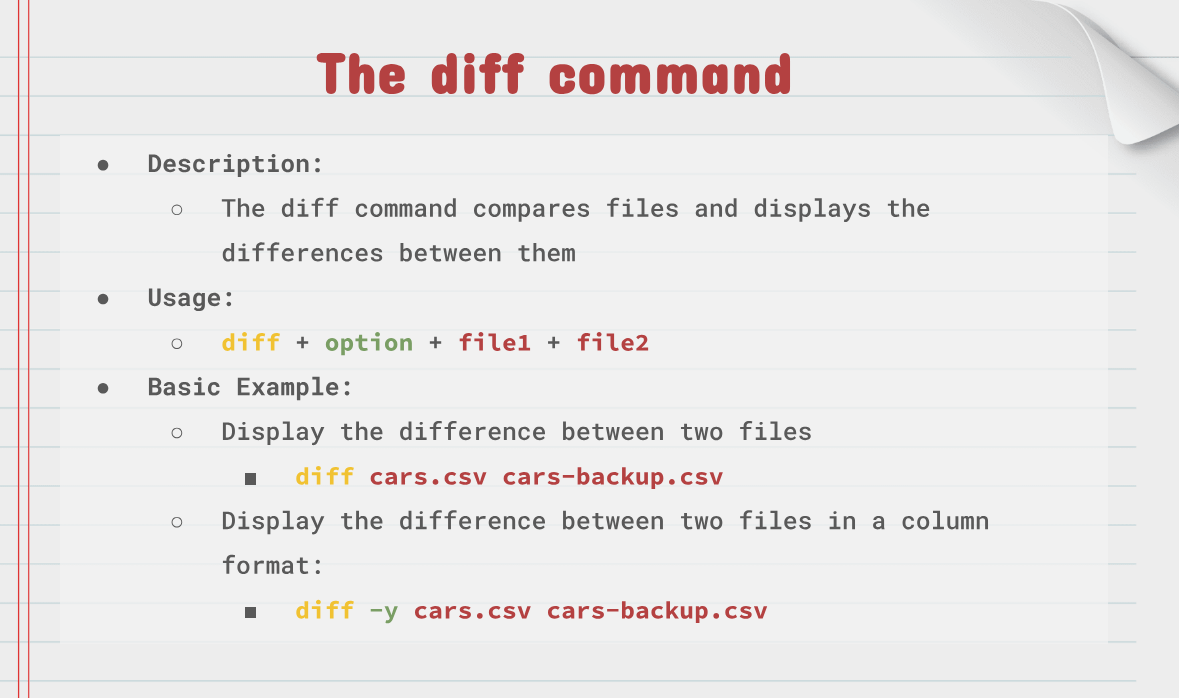 The diff command
● Description:
○ The diff command compares files and displays the
differences between them
● Usage:
○ diff + option + file1 + file2
● Basic Example:
○ Display the difference between two files
■ diff cars.csv cars-backup.csv
○ Display the difference between two files in a column
format:
■ diff -y cars.csv cars-backup.csv